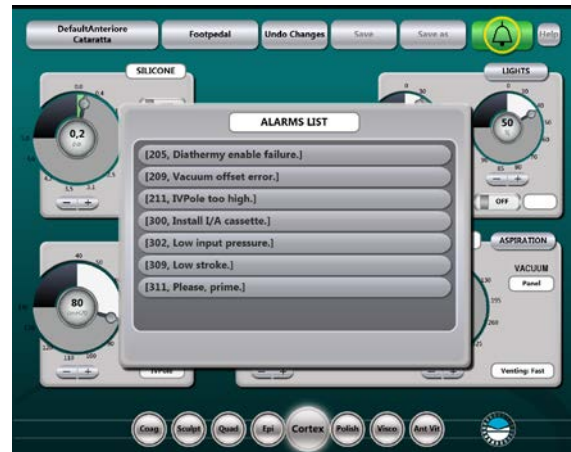 DefaultAnteriore
Cataratta
Footpedal
Undo Changes
Save
Save as
Help
SILICONE
LIGHTS
0,2
50
%
OFF
ALARMS LIST
[205, Diathermy enable failure.]
[209, Vacuum offset error.]
[211, IVPole too high.]
[300, Install I/A cassette.]
[302, Low input pressure.]
[309, Low stroke.]
[311, Please, prime.]
ASPIRATION
VACUUM
Panel
80
IVPole
Venting: Fast
Coag
Sculpt
Quad
Epi
Cortex
Polish
Visco
Ant Vit